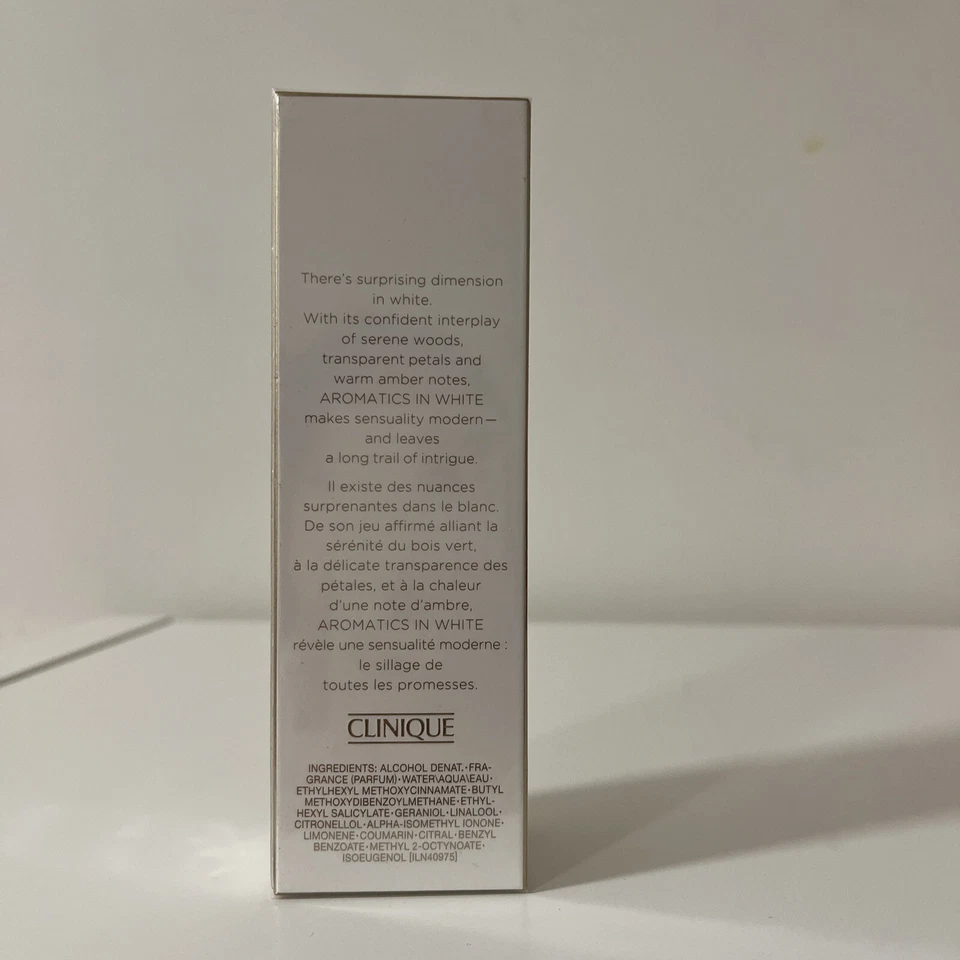 There's surprising dimension
in white.
With its confident interplay
of serene woods,
transparent petals and
warm amber notes,
AROMATICS IN WHITE
makes sensuality modern—
and leaves
a long trail of intrigue.
Il existe des nuances
surprenantes dans le blanc.
De son jeu affirmé alliant la
sérénité du bois vert,
à la délicate transparence des
pétales, et à la chaleur
d'une note d'ambre,
AROMATICS IN WHITE
révèle une sensualité moderne :
le sillage de
toutes les promesses.
CLINIQUE
INGREDIENTS: ALCOHOL DENAT.•FRA-
GRANCE (PARFUM)•WATER\AQUA\EAU•
ETHYLHEXYL METHOXYCINNAMATE•BUTYL
METHOXYDIBENZOYLMETHANE•ETHYL-
HEXYL SALICYLATE•GERANIOL•LINALOOL•
CITRONELLOL•ALPHA-ISOMETHYL IONONE•
LIMONENE•COUMARIN•CITRAL•BENZYL
BENZOATE•METHYL 2-OCTYNOATE•
ISOEUGENOL [ILN40975]